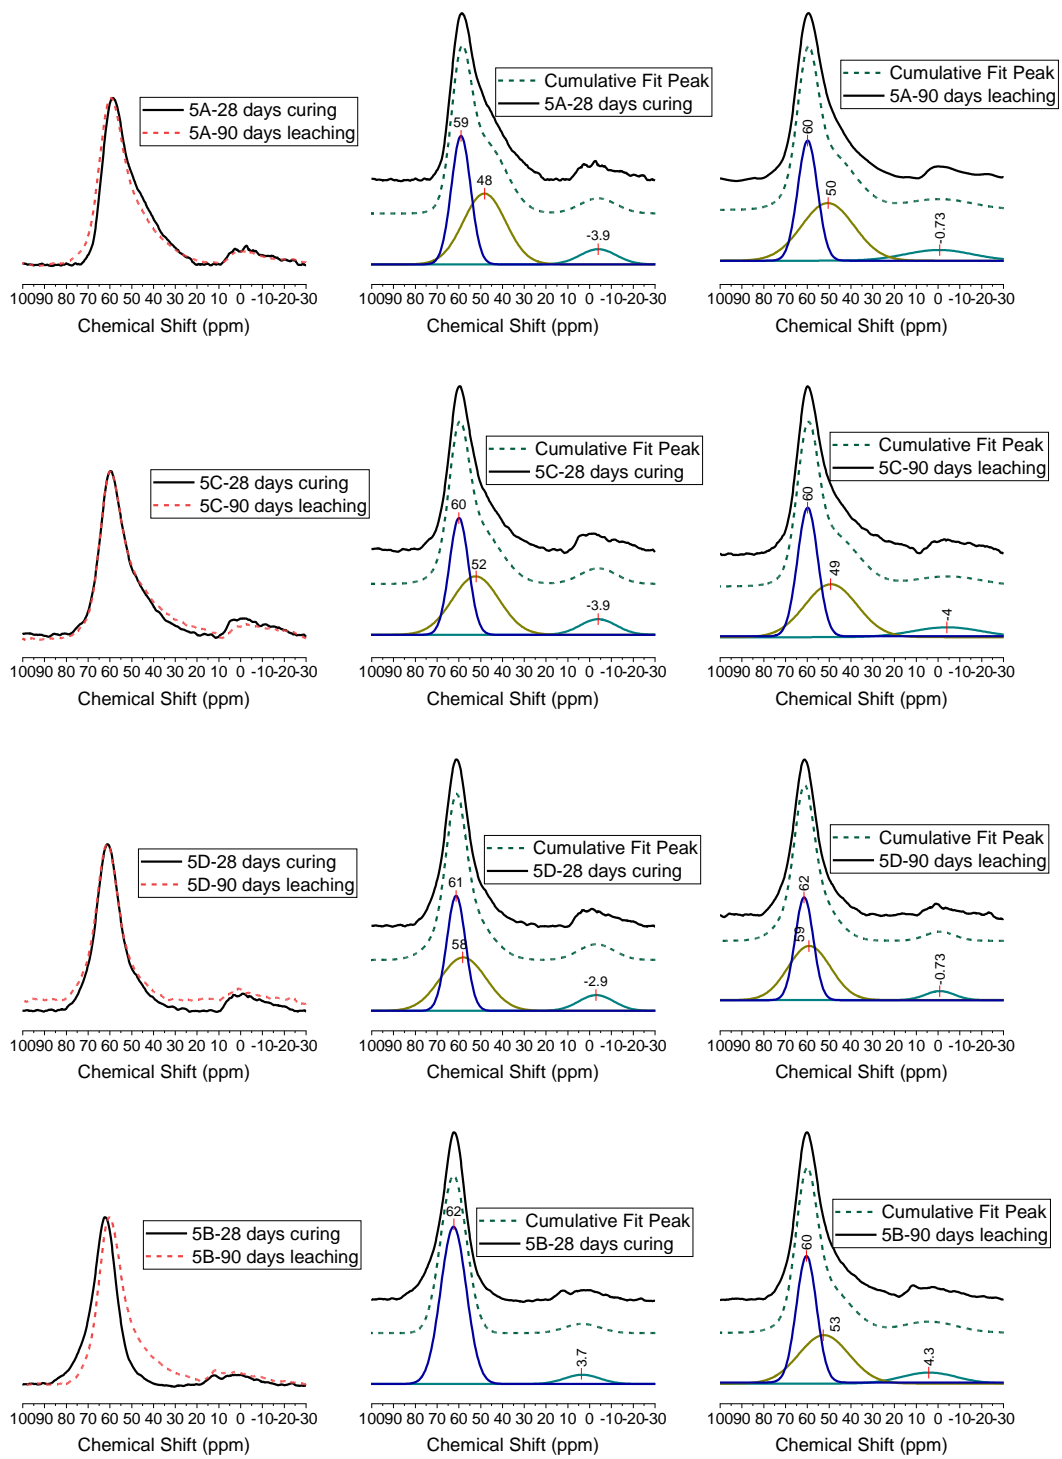 5A-28 days curing
5A-90 days leaching
10090 80 70 60 50 40 30 20 10 0 -10-20-30
Chemical Shift (ppm)
Cumulative Fit Peak
5A-28 days curing
59
48
-3.9
10090 80 70 60 50 40 30 20 10 0 -10-20-30
Chemical Shift (ppm)
Cumulative Fit Peak
5A-90 days leaching
60
50
-0.73
10090 80 70 60 50 40 30 20 10 0 -10-20-30
Chemical Shift (ppm)
5C-28 days curing
5C-90 days leaching
10090 80 70 60 50 40 30 20 10 0 -10-20-30
Chemical Shift (ppm)
Cumulative Fit Peak
5C-28 days curing
60
52
-3.9
10090 80 70 60 50 40 30 20 10 0 -10-20-30
Chemical Shift (ppm)
Cumulative Fit Peak
5C-90 days leaching
60
49
-4
10090 80 70 60 50 40 30 20 10 0 -10-20-30
Chemical Shift (ppm)
5D-28 days curing
5D-90 days leaching
10090 80 70 60 50 40 30 20 10 0 -10-20-30
Chemical Shift (ppm)
Cumulative Fit Peak
5D-28 days curing
61
58
-2.9
10090 80 70 60 50 40 30 20 10 0 -10-20-30
Chemical Shift (ppm)
Cumulative Fit Peak
5D-90 days leaching
62
59
-0.73
10090 80 70 60 50 40 30 20 10 0 -10-20-30
Chemical Shift (ppm)
5B-28 days curing
5B-90 days leaching
10090 80 70 60 50 40 30 20 10 0 -10-20-30
Chemical Shift (ppm)
Cumulative Fit Peak
5B-28 days curing
62
3.7
10090 80 70 60 50 40 30 20 10 0 -10-20-30
Chemical Shift (ppm)
Cumulative Fit Peak
5B-90 days leaching
60
53
4.3
10090 80 70 60 50 40 30 20 10 0 -10-20-30
Chemical Shift (ppm)